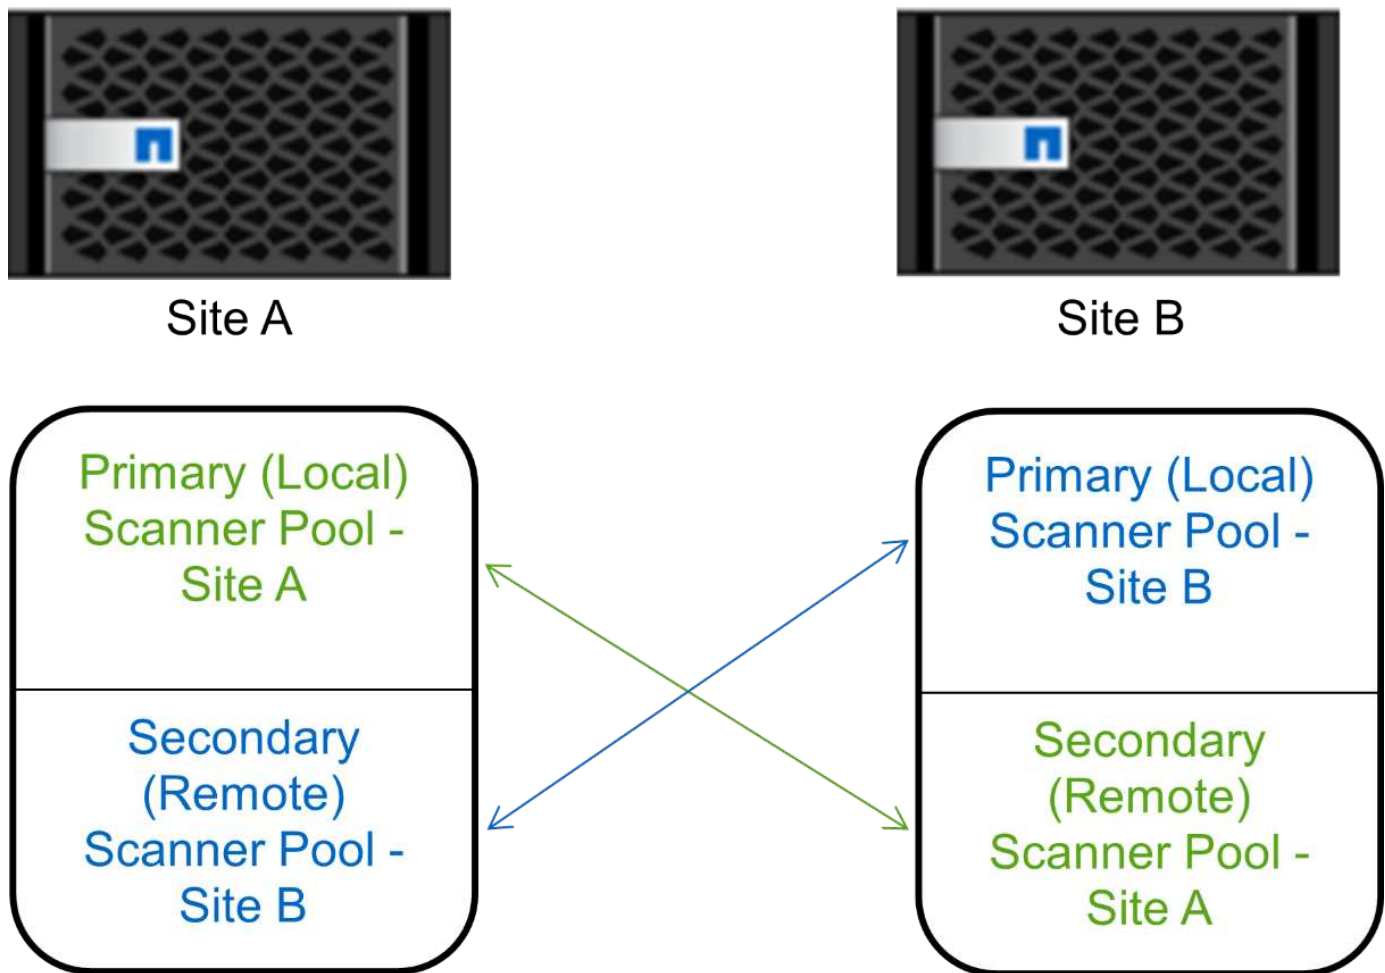 Site A
Site B
Primary (Local)
Scanner Pool -
Site A
Secondary
(Remote)
Scanner Pool -
Site B
Primary (Local)
Scanner Pool -
Site B
Secondary
(Remote)
Scanner Pool -
Site A